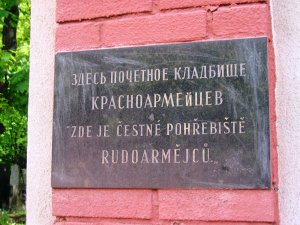 ЗДЕСЬ ПОЧЕТНОЕ КЛАДБИЩЕ
КРАСНОАРМЕйЦЕВ
"ZDE JE ČESTNÉ POHŘEBIŠTĚ
RUDOARMĚJCŮ."